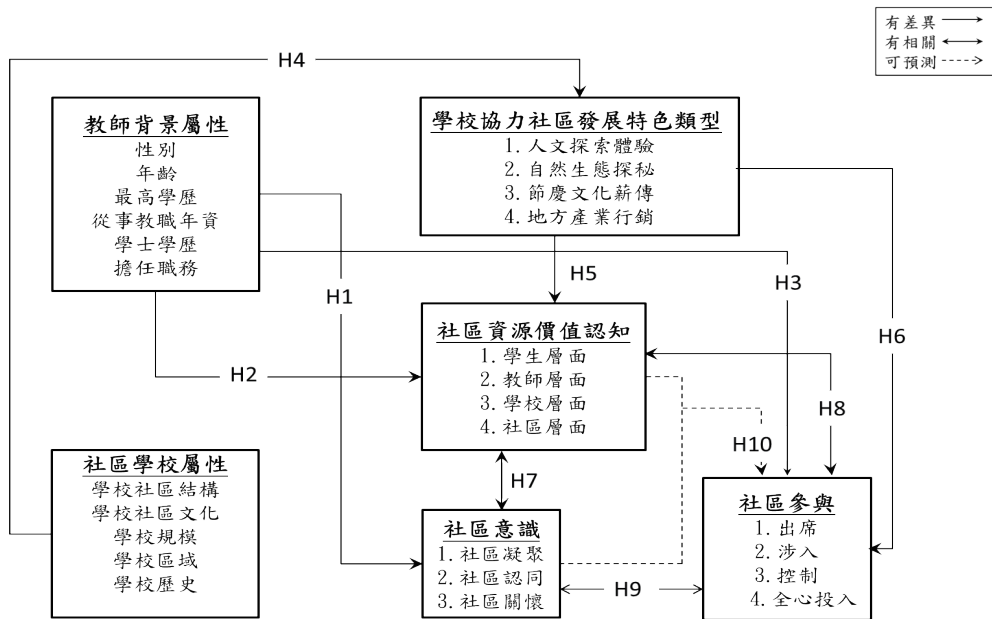 有差異
有相關
可預測
H4
教師背景屬性
性別
年齡
最高學歷
從事教職年資
學士學歷
擔任職務
學校協力社區發展特色類型
1. 人文探索體驗
2. 自然生態探秘
3. 節慶文化薪傳
4. 地方產業行銷
H5
H3
H1
H6
H2
社區資源價值認知
1. 學生層面
2. 教師層面
3. 學校層面
4. 社區層面
H8
H10
H7
社區學校屬性
學校社區結構
學校社區文化
學校規模
學校區域
學校歷史
社區意識
1. 社區凝聚
2. 社區認同
3. 社區關懷
H9
社區參與
1. 出席
2. 涉入
3. 控制
4. 全心投入